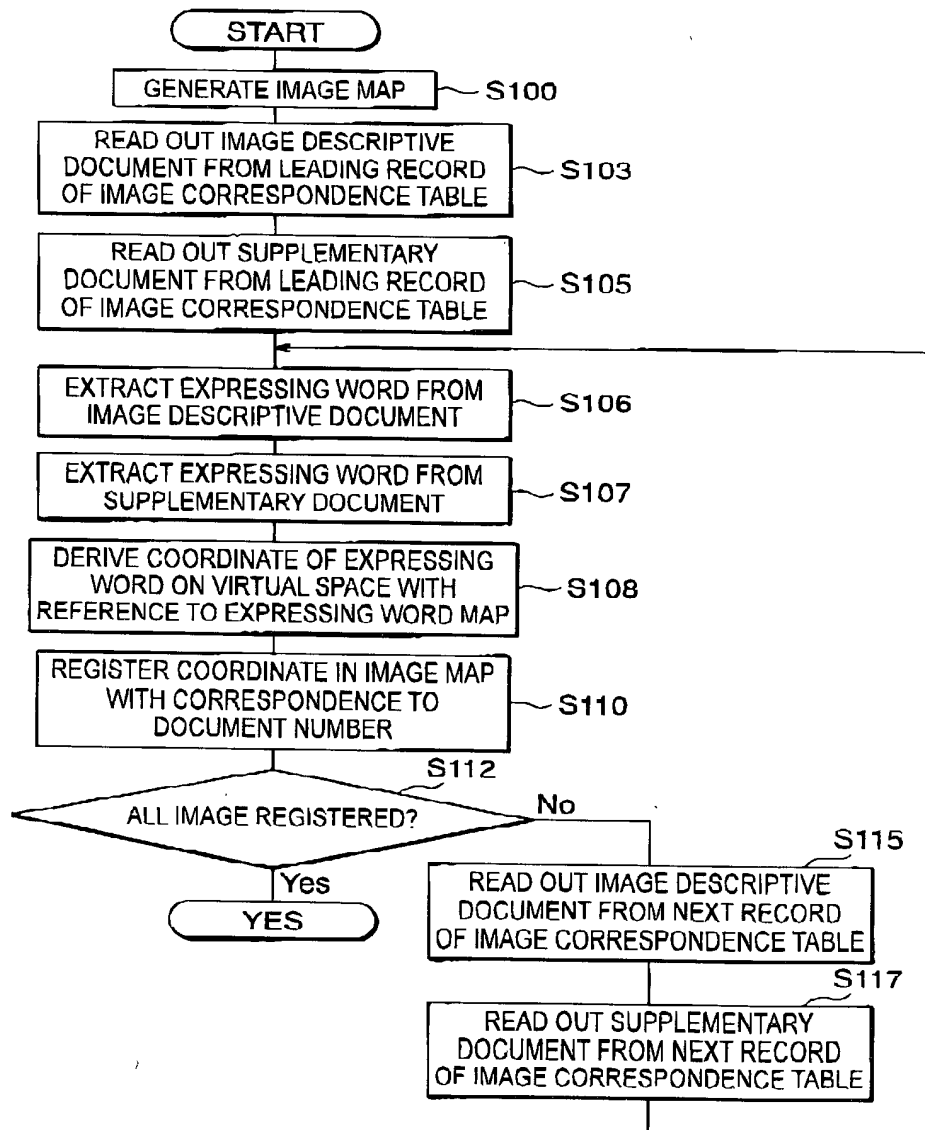 START
GENERATE IMAGE MAP
S100
READ OUT IMAGE DESCRIPTIVE
DOCUMENT FROM LEADING RECORD
OF IMAGE CORRESPONDENCE TABLE
S103
READ OUT SUPPLEMENTARY
DOCUMENT FROM LEADING RECORD
OF IMAGE CORRESPONDENCE TABLE
S105
EXTRACT EXPRESSING WORD FROM
IMAGE DESCRIPTIVE DOCUMENT
S106
EXTRACT EXPRESSING WORD FROM
SUPPLEMENTARY DOCUMENT
S107
DERIVE COORDINATE OF EXPRESSING
WORD ON VIRTUAL SPACE WITH
REFERENCE TO EXPRESSING WORD MAP
S108
REGISTER COORDINATE IN IMAGE MAP
WITH CORRESPONDENCE TO
DOCUMENT NUMBER
S110
S112
ALL IMAGE REGISTERED?
No
Yes
YES
S115
READ OUT IMAGE DESCRIPTIVE
DOCUMENT FROM NEXT RECORD
OF IMAGE CORRESPONDENCE TABLE
S117
READ OUT SUPPLEMENTARY
DOCUMENT FROM NEXT RECORD
OF IMAGE CORRESPONDENCE TABLE